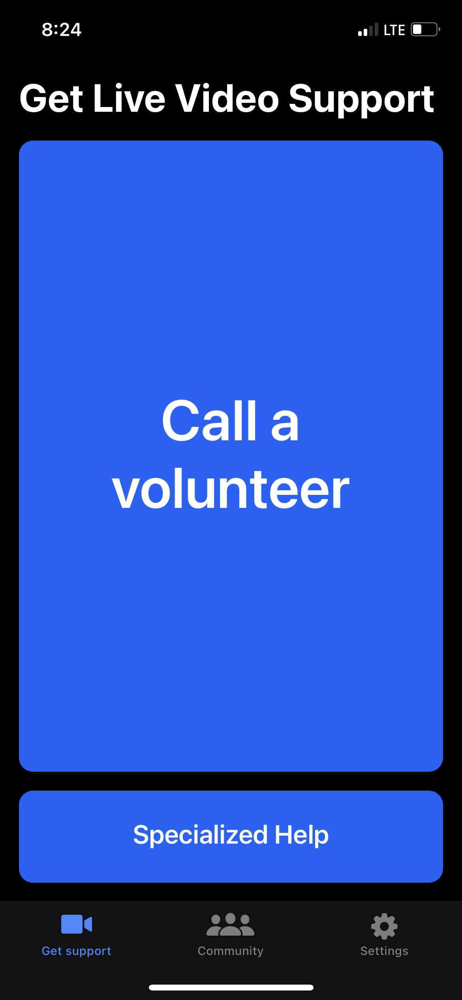 8:24 LTE
Get Live Video Support
Call a
volunteer
Specialized Help
Get support Community Settings